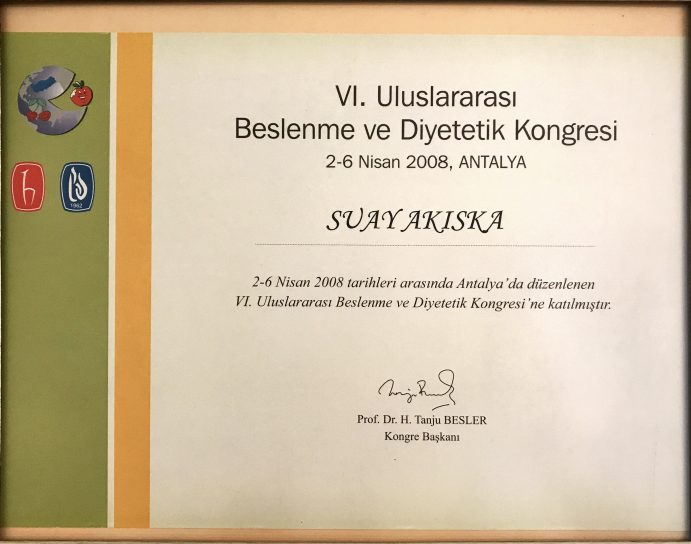 VI. Uluslararası
Beslenme ve Diyetetik Kongresi
2-6 Nisan 2008, ANTALYA
SUAY AKISKA
2-6 Nisan 2008 tarihleri arasında Antalya'da düzenlenen
VI. Uluslararası Beslenme ve Diyetetik Kongresi'ne katılmıştır.
Prof. Dr. H. Tanju BESLER
Kongre Başkanı
1962